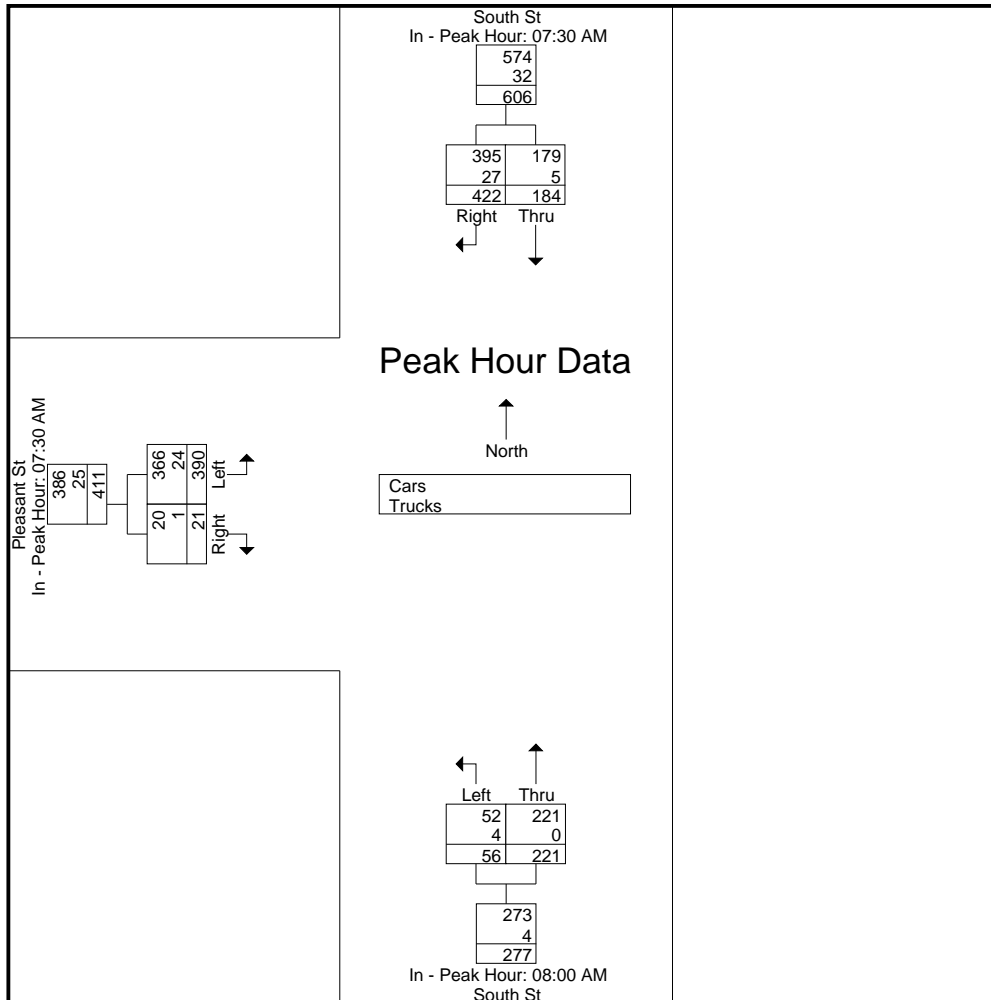 South St
In - Peak Hour: 07:30 AM
574
32
606
395 179
27 5
422 184
Right Thru
Peak Hour Data
North
Cars
Trucks
Pleasant St
In - Peak Hour: 07:30 AM
386
25
411
366
24
390
Left
20
1
21
Right
Left Thru
52 221
4 0
56 221
273
4
277
In - Peak Hour: 08:00 AM
South St